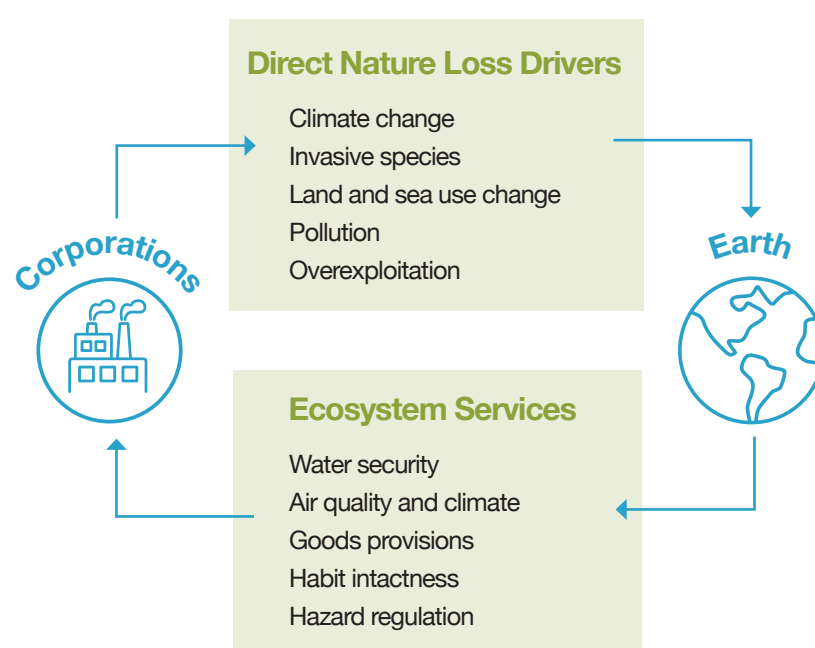 Direct Nature Loss Drivers
Climate change
Invasive species
Land and sea use change
Pollution
Overexploitation
Corporations
Earth
Ecosystem Services
Water security
Air quality and climate
Goods provisions
Habit intactness
Hazard regulation